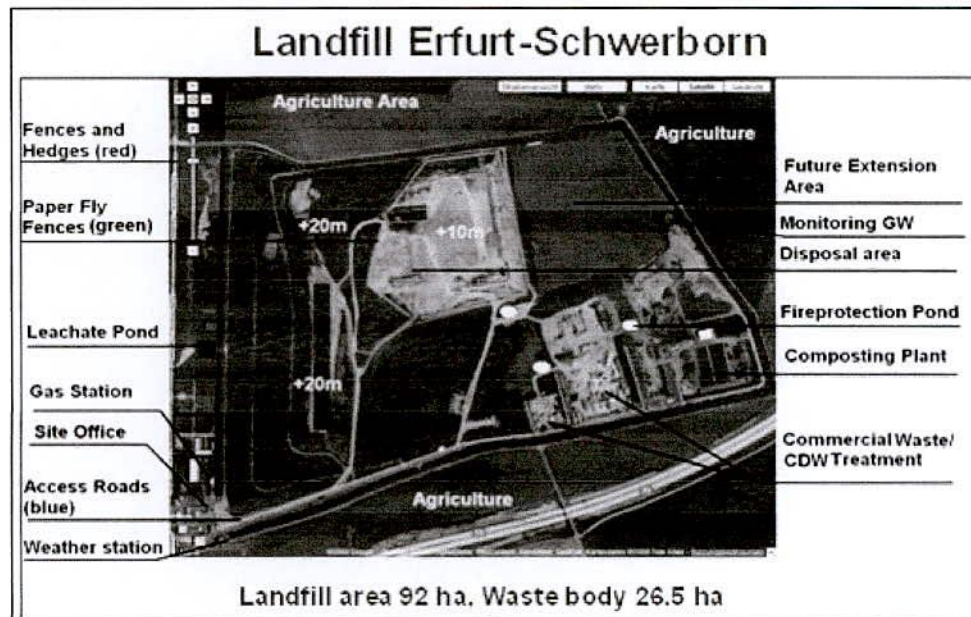 Landfill Erfurt-Schwerborn
Agriculture Area
Agriculture
Fences and
Hedges (red)
Paper Fly
Fences (green)
Leachate Pond
Gas Station
Site Office
Access Roads
(blue)
Weather station
+20m
+10m
+20m
Agriculture
Future Extension
Area
Monitoring GW
Disposal area
Fireprotection Pond
Composting Plant
Commercial Waste/
CDW Treatment
Landfill area 92 ha, Waste body 26.5 ha